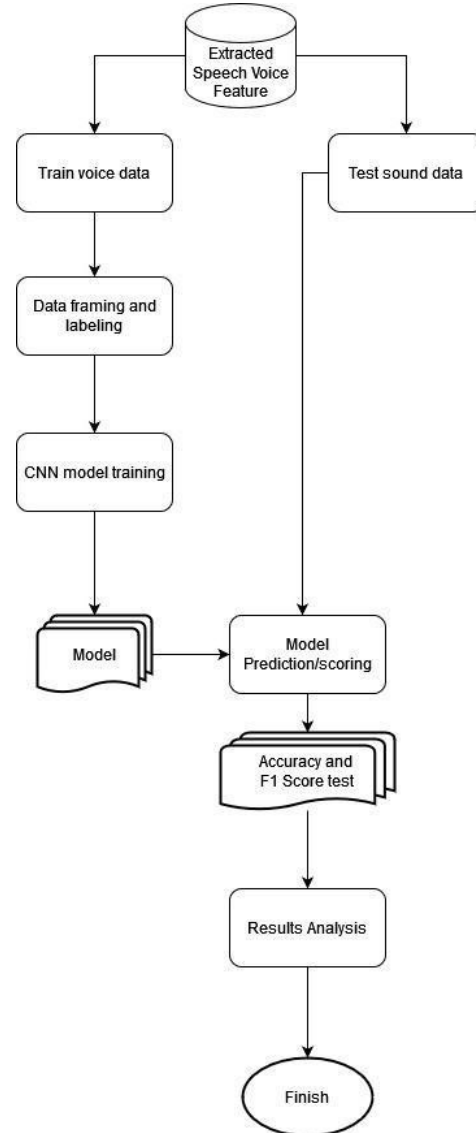 Extracted
Speech Voice
Feature
Train voice data
Test sound data
Data framing and
labeling
CNN model training
Model
Model
Prediction/scoring
Accuracy and
F1 Score test
Results Analysis
Finish